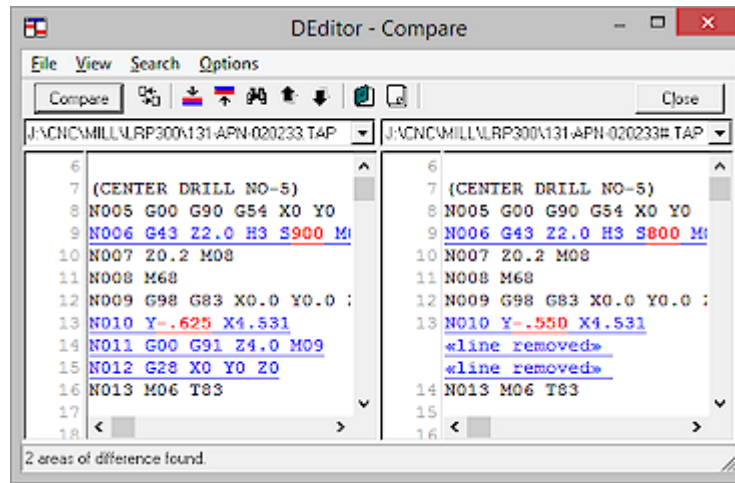 DEditor - Compare
File View Search Options
Compare Close
J:\CNC\MILL\LRP300\131-APN-020233.TAP J:\CNC\MILL\LRP300\131-APN-020233#.TAP
6
7 (CENTER DRILL NO-5)
8 N005 G00 G90 G54 X0 Y0
9 N006 G43 Z2.0 H3 S900
10 N007 Z0.2 M08
11 N008 M68
12 N009 G98 G83 X0.0 Y0.0
13 N010 Y-.625 X4.531
14 N011 G00 G91 Z4.0 M09
15 N012 G28 X0 Y0 Z0
16 N013 M06 T83
17
18
6
7 (CENTER DRILL NO-5)
8 N005 G00 G90 G54 X0 Y0
9 N006 G43 Z2.0 H3 S800
10 N007 Z0.2 M08
11 N008 M68
12 N009 G98 G83 X0.0 Y0.0
13 N010 Y-.550 X4.531
«line removed»
«line removed»
14 N013 M06 T83
15
16
2 areas of difference found.